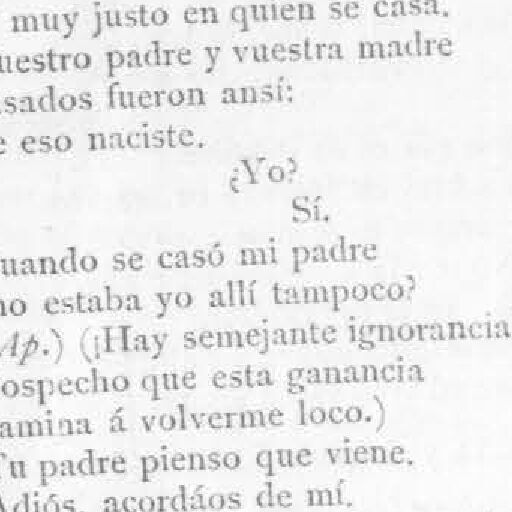 muy justo en quien se casa.
uestro padre y vuestra madre
sados fueron ansí:
e eso naciste.
¿Yo?
Sí.
uando se casó mi padre
no estaba yo allí tampoco?
Ap.) (¡Hay semejante ignorancia
ospecho que esta ganancia
amina á volverme loco.)
Tu padre pienso que viene.
Adiós, acordáos de mí.